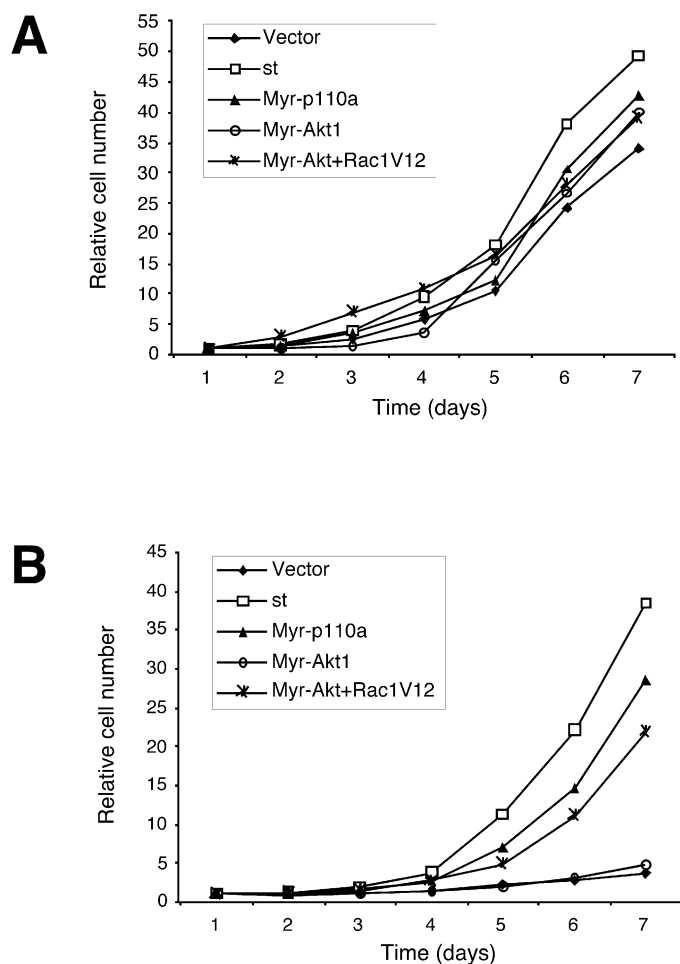 A
55
50
45
40
35
30
25
20
15
10
5
0
Relative cell number
Vector
st
Myr-p110a
Myr-Akt1
Myr-Akt+Rac1V12
1 2 3 4 5 6 7
Time (days)
B
45
40
35
30
25
20
15
10
5
0
Relative cell number
Vector
st
Myr-p110a
Myr-Akt1
Myr-Akt+Rac1V12
1 2 3 4 5 6 7
Time (days)